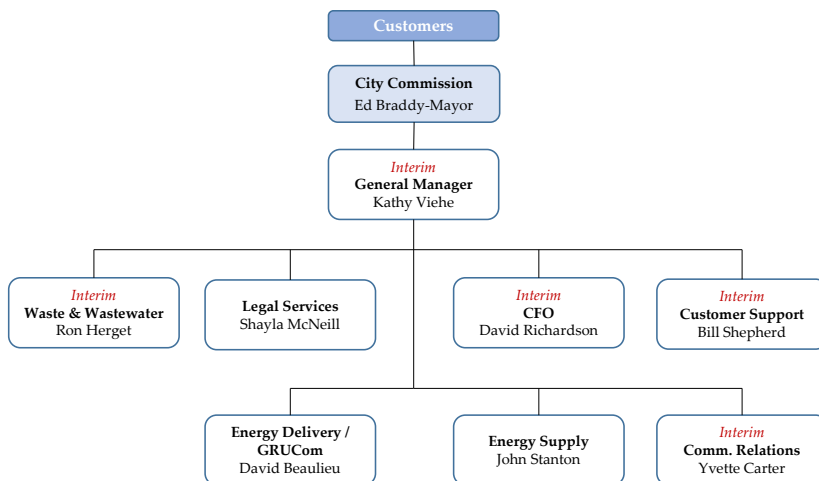 Customers
City Commission
Ed Braddy-Mayor
Interim
General Manager
Kathy Viehe
Interim
Waste & Wastewater
Ron Herget
Legal Services
Shayla McNeill
Interim
CFO
David Richardson
Interim
Customer Support
Bill Shepherd
Energy Delivery /
GRUCom
David Beaulieu
Energy Supply
John Stanton
Interim
Comm. Relations
Yvette Carter